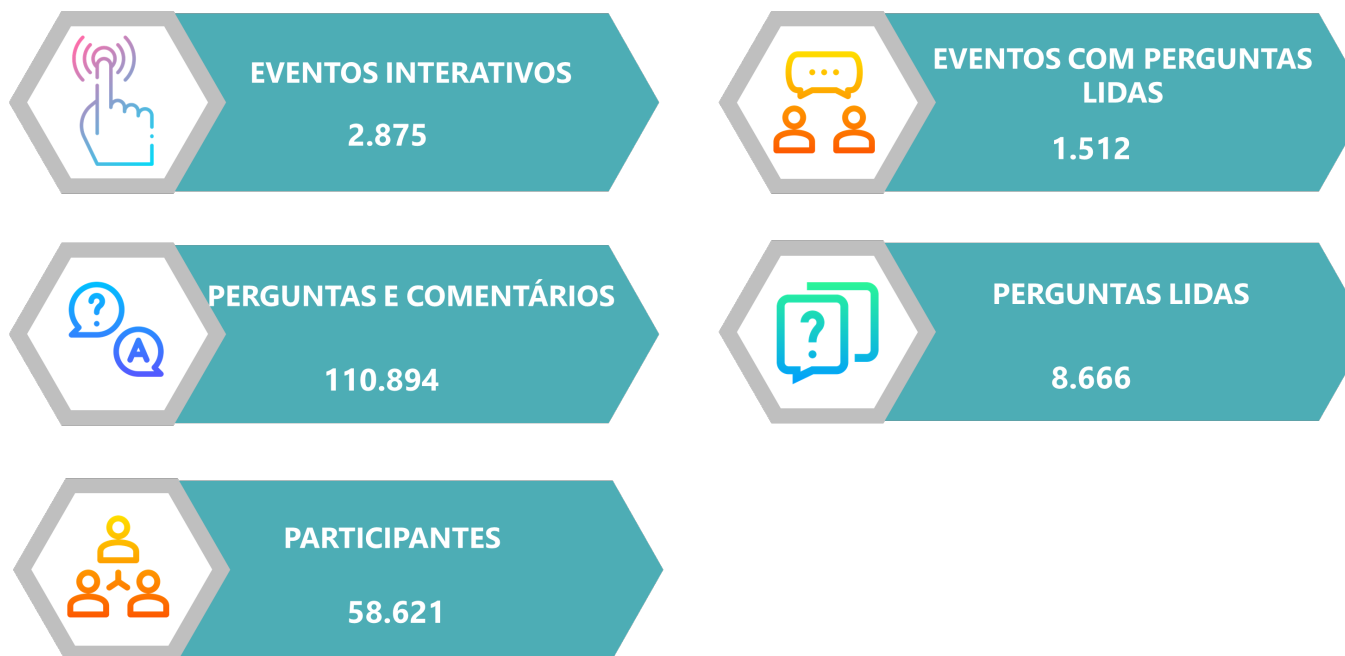 EVENTOS INTERATIVOS
2.875
EVENTOS COM PERGUNTAS
LIDAS
1.512
PERGUNTAS E COMENTÁRIOS
110.894
PERGUNTAS LIDAS
8.666
PARTICIPANTES
58.621